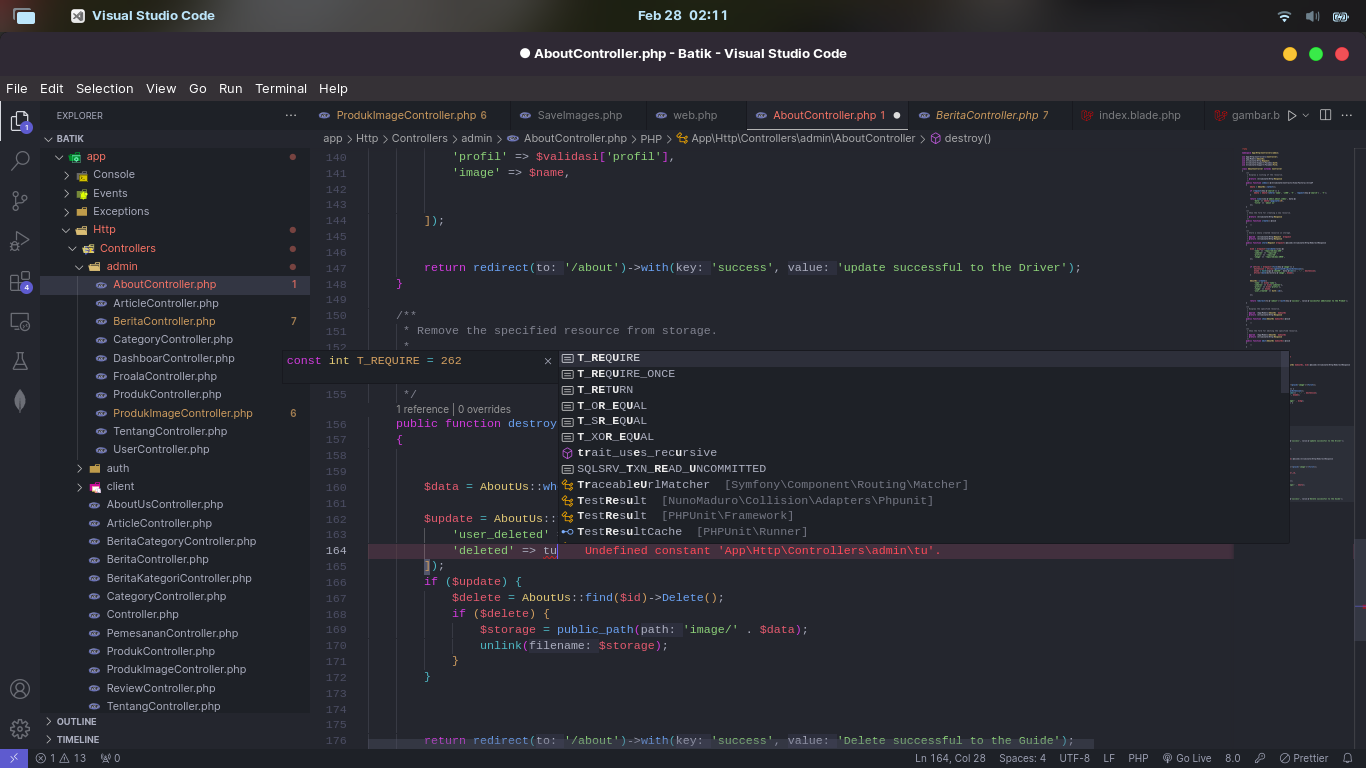 Visual Studio Code
Feb 28 02:11
AboutController.php - Batik - Visual Studio Code
File Edit Selection View Go Run Terminal Help
EXPLORER
ProdukImageController.php 6
SaveImages.php
web.php
AboutController.php 1
BeritaController.php 7
index.blade.php
gambar.b
BATIK
app > Http > Controllers > admin > AboutController.php > PHP > App\Http\Controllers\admin\AboutController > destroy()
app
Console
Events
Exceptions
Http
Controllers
admin
AboutController.php 1
ArticleController.php
BeritaController.php 7
CategoryController.php
DashboarController.php
FroalaController.php
ProdukController.php
ProdukImageController.php 6
TentangController.php
UserController.php
auth
client
AboutUsController.php
ArticleController.php
BeritaCategoryController.php
BeritaController.php
BeritaKategoriController.php
CategoryController.php
Controller.php
PemesananController.php
ProdukController.php
ProdukImageController.php
ReviewController.php
TentangController.php
OUTLINE
TIMELINE
140 'profil' => $validasi['profil'],
141 'image' => $name,
142
143
144 ]);
145
146
147 return redirect(to: '/about')->with(key: 'success', value: 'update successful to the Driver');
148 }
149
150 /**
151 * Remove the specified resource from storage.
152 *
const int T_REQUIRE = 262
T_REQUIRE
T_REQUIRE_ONCE
T_RETURN
T_OR_EQUAL
T_SR_EQUAL
T_XOR_EQUAL
trait_uses_recursive
SQLSRV_TXN_READ_UNCOMMITTED
TraceableUrlMatcher [Symfony\Component\Routing\Matcher]
TestResult [NunoMaduro\Collision\Adapters\Phpunit]
TestResult [PHPUnit\Framework]
TestResultCache [PHPUnit\Runner]
155 */
1 reference | 0 overrides
156 public function destroy
157 {
158
159
160 $data = AboutUs::wh
161
162 $update = AboutUs::
163 'user_deleted'
164 'deleted' => tu Undefined constant 'App\Http\Controllers\admin\tu'.
165 ]);
166 if ($update) {
167 $delete = AboutUs::find($id)->Delete();
168 if ($delete) {
169 $storage = public_path(path: 'image/' . $data);
170 unlink(filename: $storage);
171 }
172 }
173
174
175
176 return redirect(to: '/about')->with(key: 'success', value: 'Delete successful to the Guide');
1 13 0
Ln 164, Col 28 Spaces: 4 UTF-8 LF PHP Go Live 8.0 Prettier